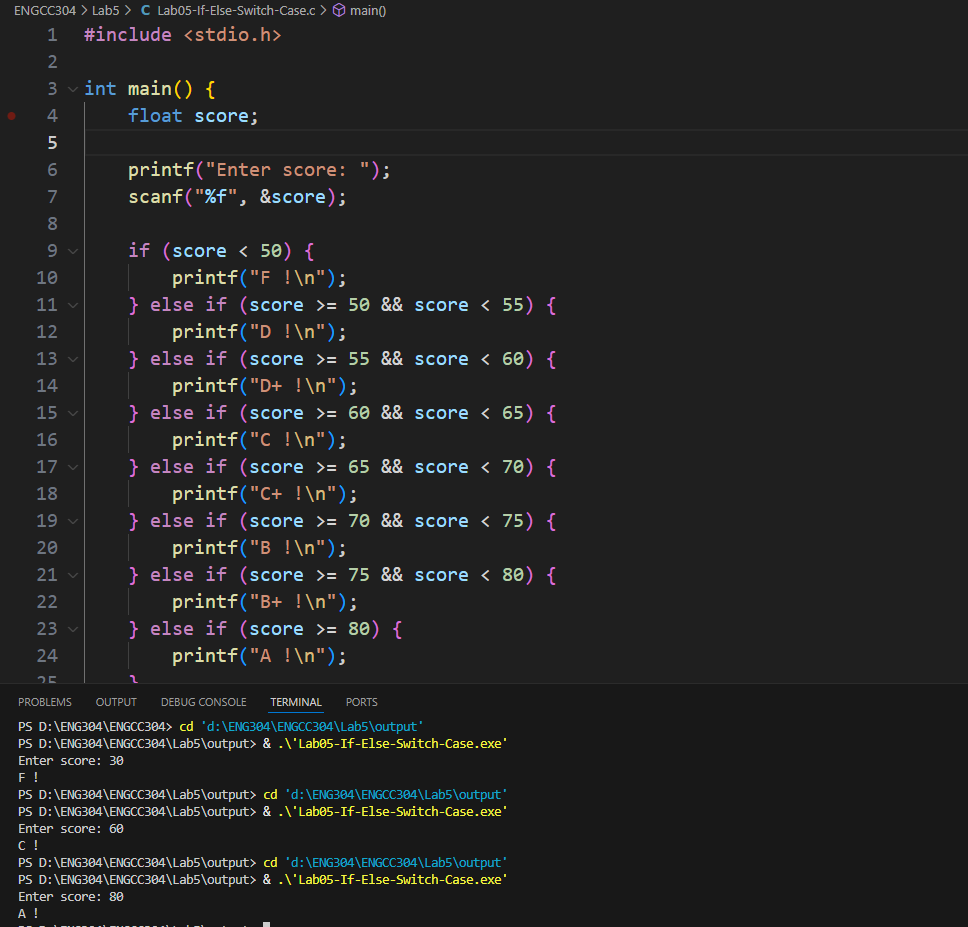 ENGCC304 > Lab5 > C Lab05-If-Else-Switch-Case.c > main()
1 #include <stdio.h>
2
3 int main() {
4     float score;
5
6     printf("Enter score: ");
7     scanf("%f", &score);
8
9     if (score < 50) {
10         printf("F !\n");
11     } else if (score >= 50 && score < 55) {
12         printf("D !\n");
13     } else if (score >= 55 && score < 60) {
14         printf("D+ !\n");
15     } else if (score >= 60 && score < 65) {
16         printf("C !\n");
17     } else if (score >= 65 && score < 70) {
18         printf("C+ !\n");
19     } else if (score >= 70 && score < 75) {
20         printf("B !\n");
21     } else if (score >= 75 && score < 80) {
22         printf("B+ !\n");
23     } else if (score >= 80) {
24         printf("A !\n");
25     }
PROBLEMS OUTPUT DEBUG CONSOLE TERMINAL PORTS
PS D:\ENG304\ENGCC304> cd 'd:\ENG304\ENGCC304\Lab5\output'
PS D:\ENG304\ENGCC304\Lab5\output> & .\'Lab05-If-Else-Switch-Case.exe'
Enter score: 30
F !
PS D:\ENG304\ENGCC304\Lab5\output> cd 'd:\ENG304\ENGCC304\Lab5\output'
PS D:\ENG304\ENGCC304\Lab5\output> & .\'Lab05-If-Else-Switch-Case.exe'
Enter score: 60
C !
PS D:\ENG304\ENGCC304\Lab5\output> cd 'd:\ENG304\ENGCC304\Lab5\output'
PS D:\ENG304\ENGCC304\Lab5\output> & .\'Lab05-If-Else-Switch-Case.exe'
Enter score: 80
A !
PS D:\ENG304\ENGCC304\Lab5\output>